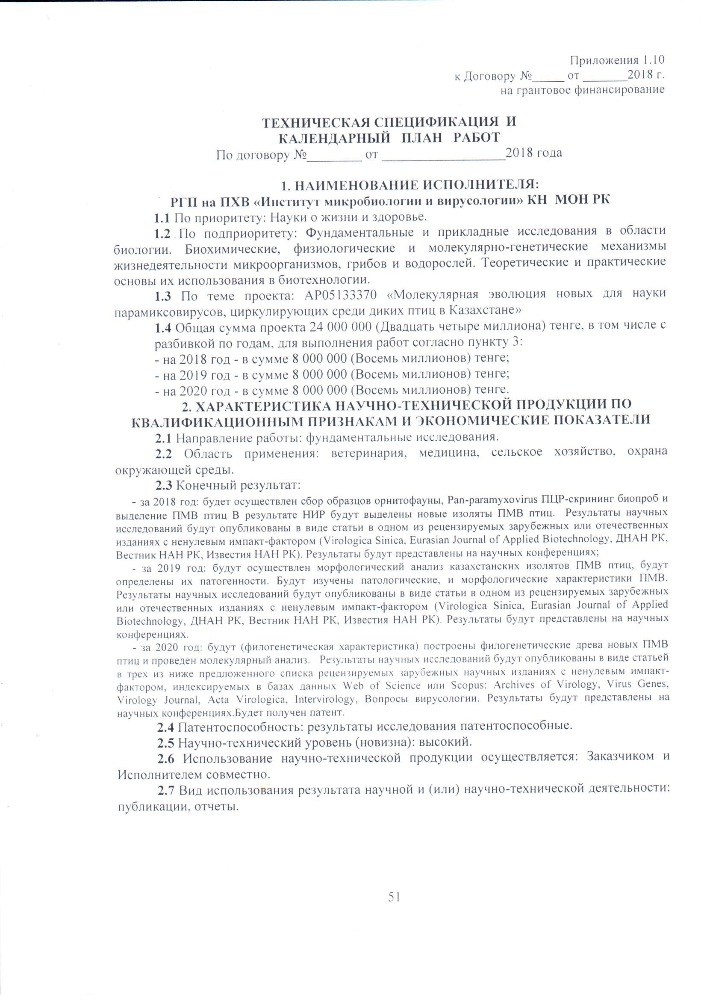 Приложения 1.10
к Договору №_____ от _______2018 г.
на грантовое финансирование
ТЕХНИЧЕСКАЯ СПЕЦИФИКАЦИЯ И
КАЛЕНДАРНЫЙ ПЛАН РАБОТ
По договору №_________ от ____________________2018 года
1. НАИМЕНОВАНИЕ ИСПОЛНИТЕЛЯ:
РГП на ПХВ «Институт микробиологии и вирусологии» КН МОН РК
1.1 По приоритету: Науки о жизни и здоровье.
1.2 По подприоритету: Фундаментальные и прикладные исследования в области
биологии. Биохимические, физиологические и молекулярно-генетические механизмы
жизнедеятельности микроорганизмов, грибов и водорослей. Теоретические и практические
основы их использования в биотехнологии.
1.3 По теме проекта: АР05133370 «Молекулярная эволюция новых для науки
парамиксовирусов, циркулирующих среди диких птиц в Казахстане»
1.4 Общая сумма проекта 24 000 000 (Двадцать четыре миллиона) тенге, в том числе с
разбивкой по годам, для выполнения работ согласно пункту 3:
- на 2018 год - в сумме 8 000 000 (Восемь миллионов) тенге;
- на 2019 год - в сумме 8 000 000 (Восемь миллионов) тенге;
- на 2020 год - в сумме 8 000 000 (Восемь миллионов) тенге.
2. ХАРАКТЕРИСТИКА НАУЧНО-ТЕХНИЧЕСКОЙ ПРОДУКЦИИ ПО
КВАЛИФИКАЦИОННЫМ ПРИЗНАКАМ И ЭКОНОМИЧЕСКИЕ ПОКАЗАТЕЛИ
2.1 Направление работы: фундаментальные исследования.
2.2 Область применения: ветеринария, медицина, сельское хозяйство, охрана
окружающей среды.
2.3 Конечный результат:
- за 2018 год: будет осуществлен сбор образцов орнитофауны, Pan-paramyxovirus ПЦР-скрининг биопроб и
выделение ПМВ птиц В результате НИР будут выделены новые изоляты ПМВ птиц. Результаты научных
исследований будут опубликованы в виде статьи в одном из рецензируемых зарубежных или отечественных
изданиях с ненулевым импакт-фактором (Virologica Sinica, Eurasian Journal of Applied Biotechnology, ДНАН РК,
Вестник НАН РК, Известия НАН РК). Результаты будут представлены на научных конференциях;
- за 2019 год: будут осуществлен морфологический анализ казахстанских изолятов ПМВ птиц, будут
определены их патогенности. Будут изучены патологические, и морфологические характеристики ПМВ.
Результаты научных исследований будут опубликованы в виде статьи в одном из рецензируемых зарубежных
или отечественных изданиях с ненулевым импакт-фактором (Virologica Sinica, Eurasian Journal of Applied
Biotechnology, ДНАН РК, Вестник НАН РК, Известия НАН РК). Результаты будут представлены на научных
конференциях.
- за 2020 год: будут (филогенетическая характеристика) построены филогенетические древа новых ПМВ
птиц и проведен молекулярный анализ. Результаты научных исследований будут опубликованы в виде статьей
в трех из ниже предложенного списка рецензируемых зарубежных научных изданиях с ненулевым импакт-
фактором, индексируемых в базах данных Web of Science или Scopus: Archives of Virology, Virus Genes,
Virology Journal, Acta Virologica, Intervirology, Вопросы вирусологии. Результаты будут представлены на
научных конференциях.Будет получен патент.
2.4 Патентоспособность: результаты исследования патентоспособные.
2.5 Научно-технический уровень (новизна): высокий.
2.6 Использование научно-технической продукции осуществляется: Заказчиком и
Исполнителем совместно.
2.7 Вид использования результата научной и (или) научно-технической деятельности:
публикации, отчеты.
51